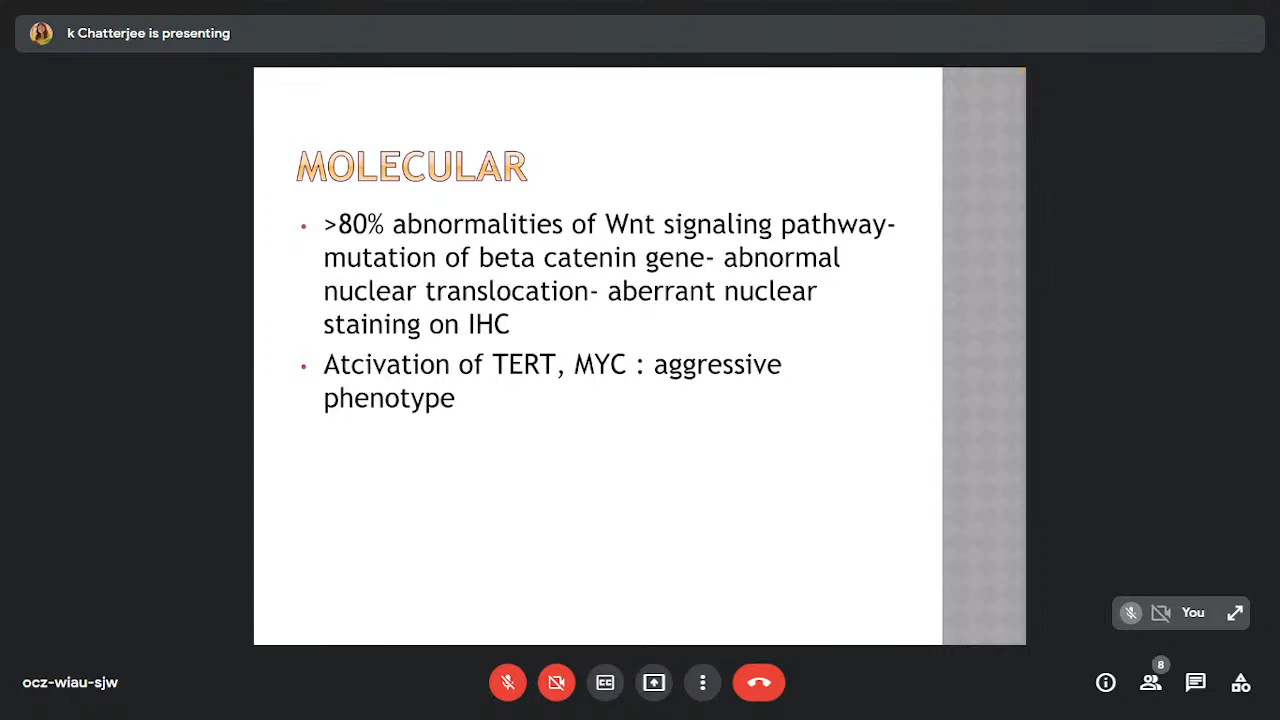 k Chatterjee is presenting
MOLECULAR
• >80% abnormalities of Wnt signaling pathway-
mutation of beta catenin gene- abnormal
nuclear translocation- aberrant nuclear
staining on IHC
• Atcivation of TERT, MYC : aggressive
phenotype
You
8
ocz-wiau-sjw
CC